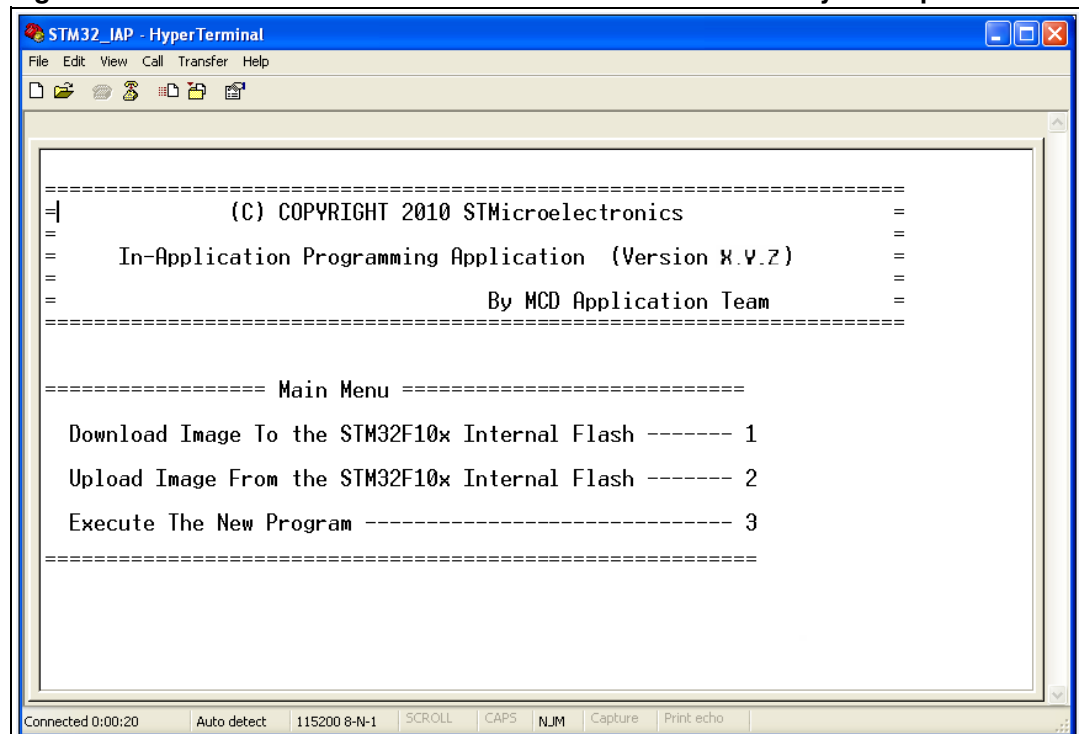 STM32_IAP - HyperTerminal
File Edit View Call Transfer Help
======================================================================
=            (C) COPYRIGHT 2010 STMicroelectronics                 =
=                                                                  =
=     In-Application Programming Application  (Version X.Y.Z)        =
=                                                                  =
=                                   By MCD Application Team          =
======================================================================
================== Main Menu ============================
Download Image To the STM32F10x Internal Flash ------- 1
Upload Image From the STM32F10x Internal Flash ------- 2
Execute The New Program ------------------------------ 3
==========================================================
Connected 0:00:20 Auto detect 115200 8-N-1 SCROLL CAPS NUM Capture Print echo